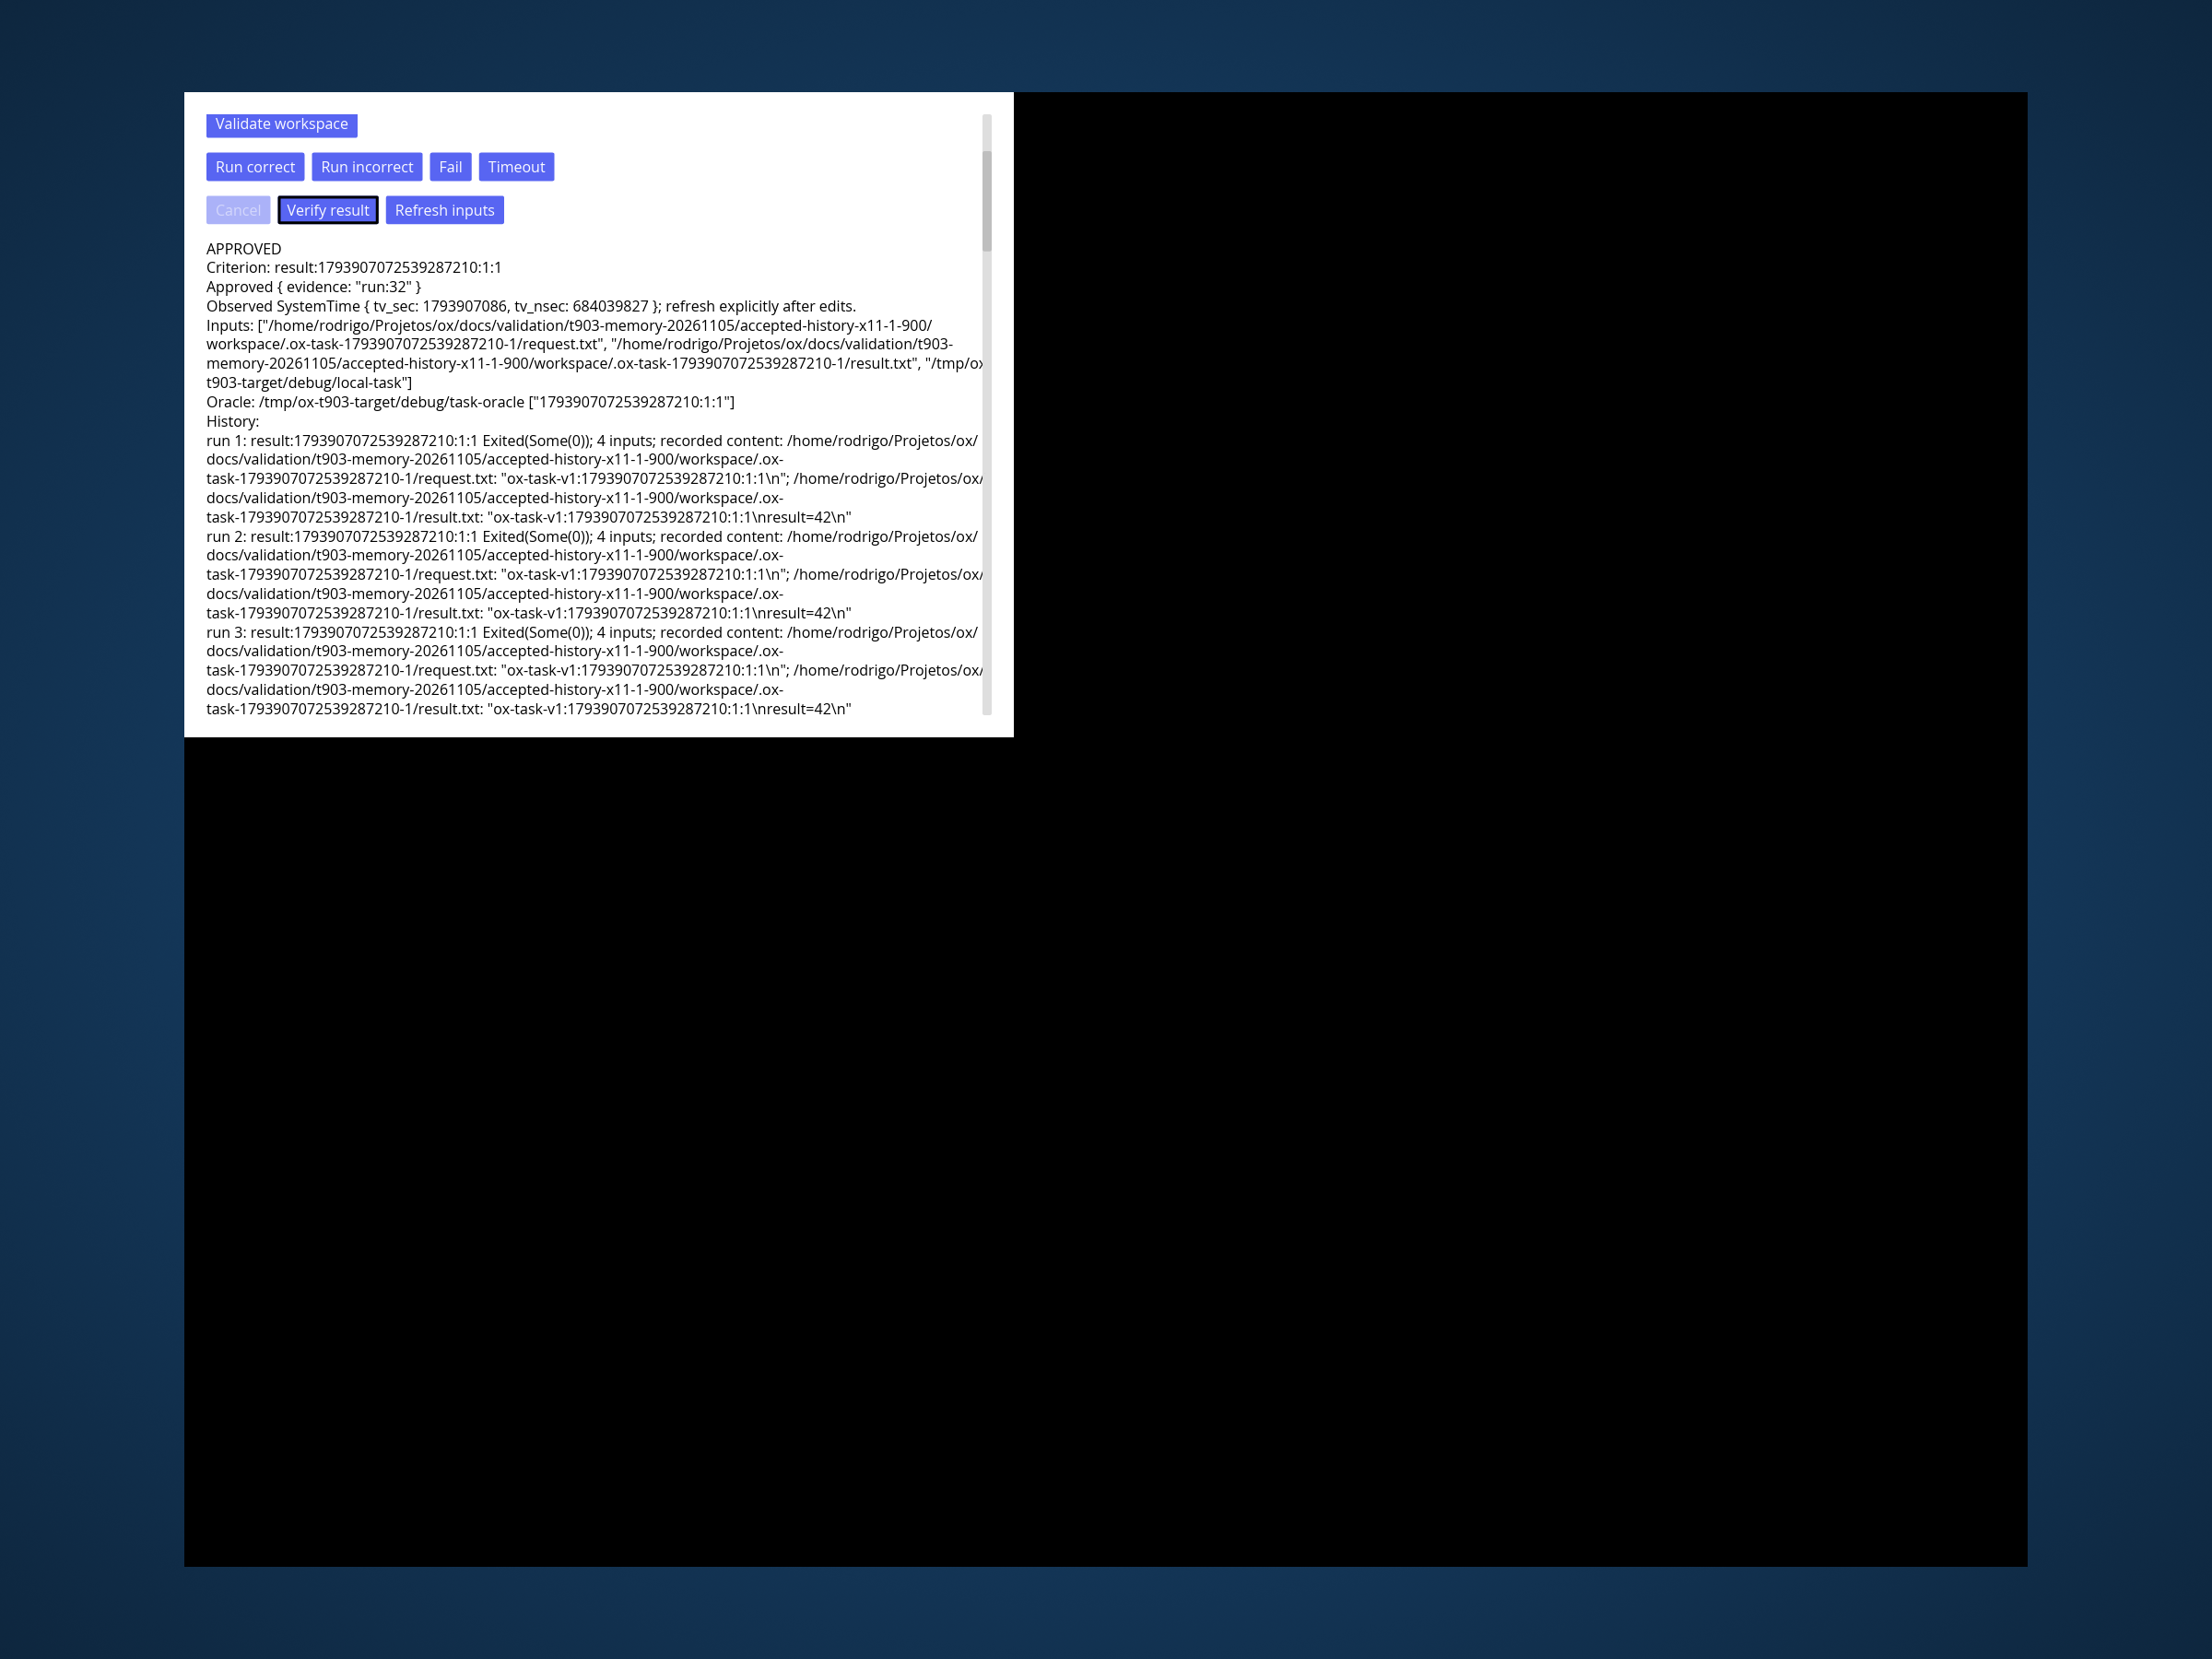 Validate workspace
Run correct Run incorrect Fail Timeout
Cancel Verify result Refresh inputs
APPROVED
Criterion: result:1793907072539287210:1:1
Approved { evidence: "run:32" }
Observed SystemTime { tv_sec: 1793907086, tv_nsec: 684039827 }; refresh explicitly after edits.
Inputs: ["/home/rodrigo/Projetos/ox/docs/validation/t903-memory-20261105/accepted-history-x11-1-900/
workspace/.ox-task-1793907072539287210-1/request.txt", "/home/rodrigo/Projetos/ox/docs/validation/t903-
memory-20261105/accepted-history-x11-1-900/workspace/.ox-task-1793907072539287210-1/result.txt", "/tmp/ox
t903-target/debug/local-task"]
Oracle: /tmp/ox-t903-target/debug/task-oracle ["1793907072539287210:1:1"]
History:
run 1: result:1793907072539287210:1:1 Exited(Some(0)); 4 inputs; recorded content: /home/rodrigo/Projetos/ox/
docs/validation/t903-memory-20261105/accepted-history-x11-1-900/workspace/.ox-
task-1793907072539287210-1/request.txt: "ox-task-v1:1793907072539287210:1:1\n"; /home/rodrigo/Projetos/ox/
docs/validation/t903-memory-20261105/accepted-history-x11-1-900/workspace/.ox-
task-1793907072539287210-1/result.txt: "ox-task-v1:1793907072539287210:1:1\nresult=42\n"
run 2: result:1793907072539287210:1:1 Exited(Some(0)); 4 inputs; recorded content: /home/rodrigo/Projetos/ox/
docs/validation/t903-memory-20261105/accepted-history-x11-1-900/workspace/.ox-
task-1793907072539287210-1/request.txt: "ox-task-v1:1793907072539287210:1:1\n"; /home/rodrigo/Projetos/ox/
docs/validation/t903-memory-20261105/accepted-history-x11-1-900/workspace/.ox-
task-1793907072539287210-1/result.txt: "ox-task-v1:1793907072539287210:1:1\nresult=42\n"
run 3: result:1793907072539287210:1:1 Exited(Some(0)); 4 inputs; recorded content: /home/rodrigo/Projetos/ox/
docs/validation/t903-memory-20261105/accepted-history-x11-1-900/workspace/.ox-
task-1793907072539287210-1/request.txt: "ox-task-v1:1793907072539287210:1:1\n"; /home/rodrigo/Projetos/ox/
docs/validation/t903-memory-20261105/accepted-history-x11-1-900/workspace/.ox-
task-1793907072539287210-1/result.txt: "ox-task-v1:1793907072539287210:1:1\nresult=42\n"